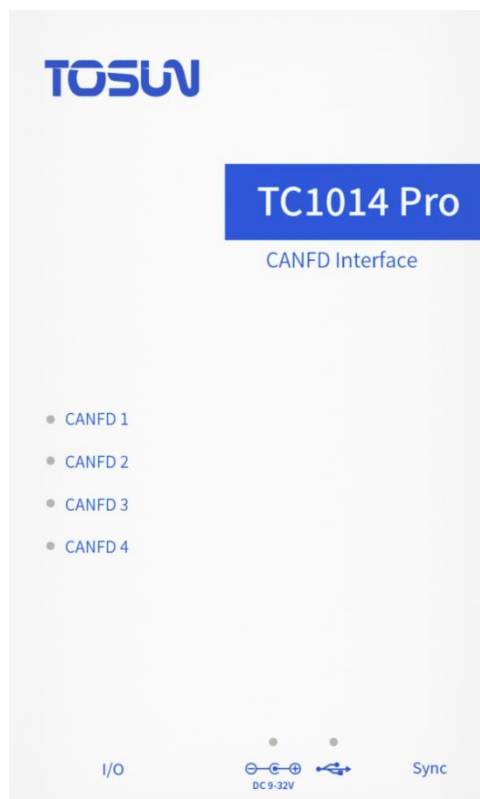 TOSUN
TC1014 Pro
CANFD Interface
CANFD 1
CANFD 2
CANFD 3
CANFD 4
I/O
DC 9-32V
Sync